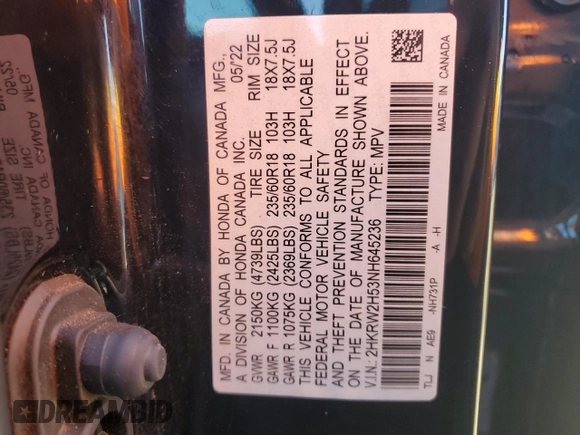 MFD. IN CANADA BY HONDA OF CANADA MFG.,
A DIVISION OF HONDA CANADA INC. 05/'22
GVWR 2150KG (4739LBS) TIRE SIZE RIM SIZE
GAWR F 1100KG (2425LBS) 235/60R18 103H 18X7.5J
GAWR R 1075KG (2369LBS) 235/60R18 103H 18X7.5J
THIS VEHICLE CONFORMS TO ALL APPLICABLE
FEDERAL MOTOR VEHICLE SAFETY
AND THEFT PREVENTION STANDARDS IN EFFECT
ON THE DATE OF MANUFACTURE SHOWN ABOVE.
V.I.N.: 2HKRW2H53NH645236 TYPE: MPV
TLJ N AE9 -NH731P -A -H MADE IN CANADA
DREAMBID